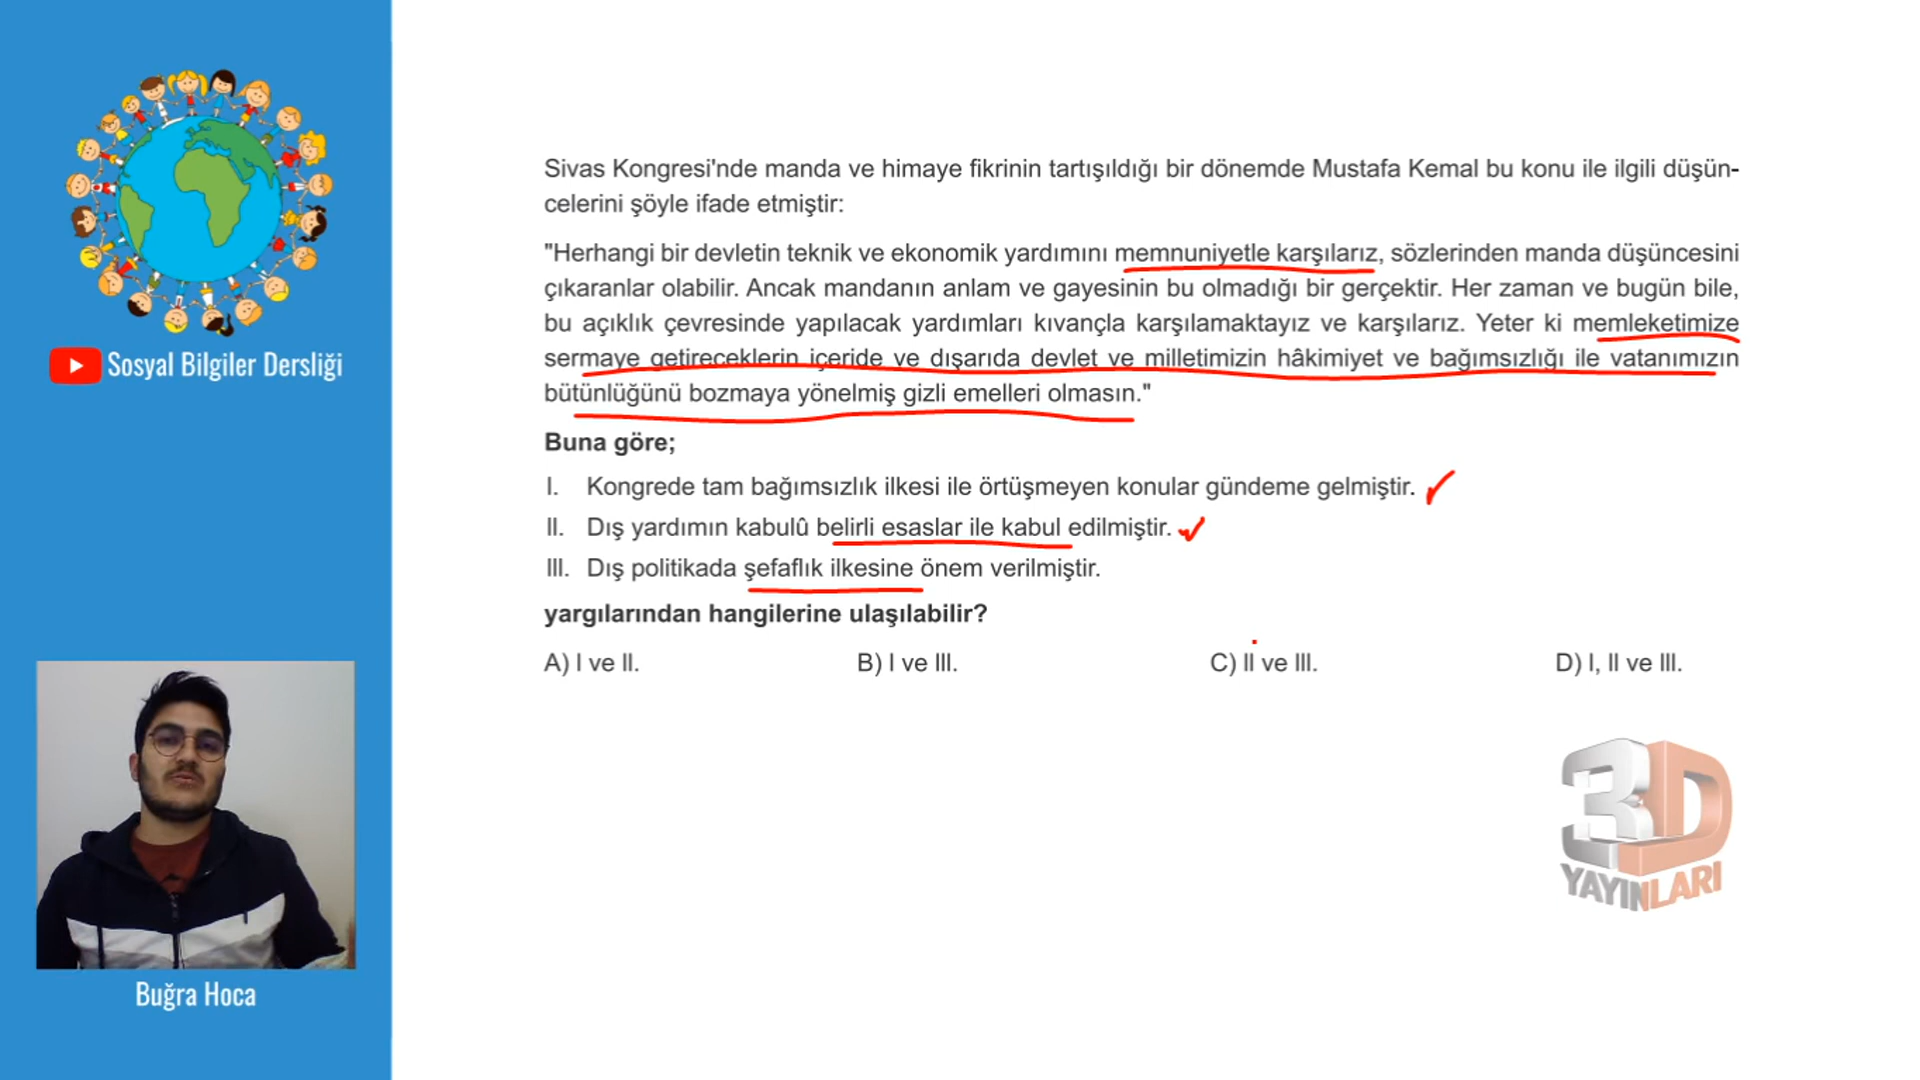 Sosyal Bilgiler Dersliği
Buğra Hoca
Sivas Kongresi'nde manda ve himaye fikrinin tartışıldığı bir dönemde Mustafa Kemal bu konu ile ilgili düşün-
celerini şöyle ifade etmiştir:
"Herhangi bir devletin teknik ve ekonomik yardımını memnuniyetle karşılarız, sözlerinden manda düşüncesini
çıkaranlar olabilir. Ancak mandanın anlam ve gayesinin bu olmadığı bir gerçektir. Her zaman ve bugün bile,
bu açıklık çevresinde yapılacak yardımları kıvançla karşılamaktayız ve karşılarız. Yeter ki memleketimize
sermaye getireceklerin içeride ve dışarıda devlet ve milletimizin hâkimiyet ve bağımsızlığı ile vatanımızın
bütünlüğünü bozmaya yönelmiş gizli emelleri olmasın."
Buna göre;
I. Kongrede tam bağımsızlık ilkesi ile örtüşmeyen konular gündeme gelmiştir.
II. Dış yardımın kabulû belirli esaslar ile kabul edilmiştir.
III. Dış politikada şefaflık ilkesine önem verilmiştir.
yargılarından hangilerine ulaşılabilir?
A) I ve II. B) I ve III. C) II ve III. D) I, II ve III.
3D
YAYINLARI